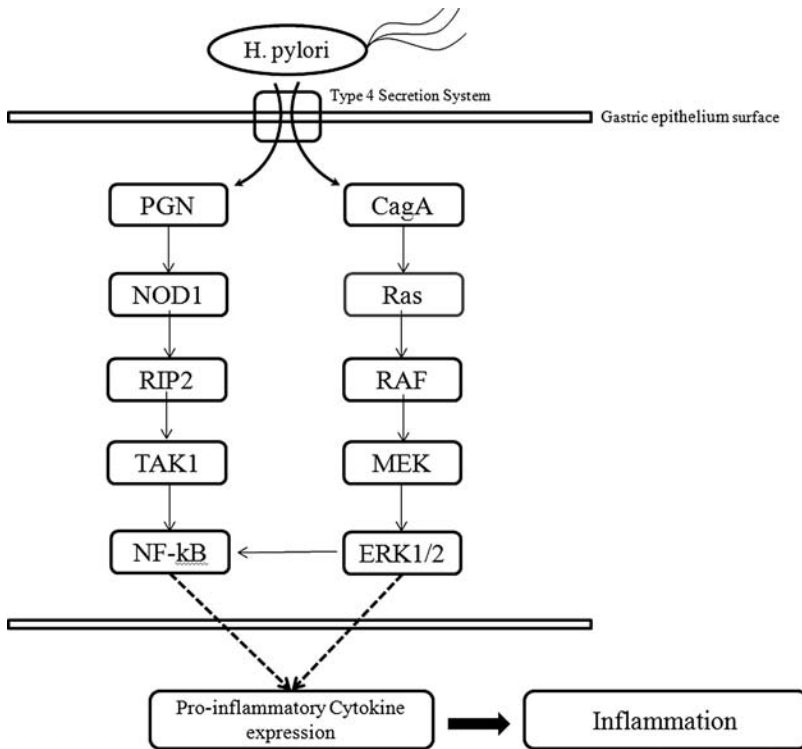 H. pylori
Type 4 Secretion System
Gastric epithelium surface
PGN
CagA
NOD1
Ras
RIP2
RAF
TAK1
MEK
NF-kB
ERK1/2
Pro-inflammatory Cytokine
expression
Inflammation